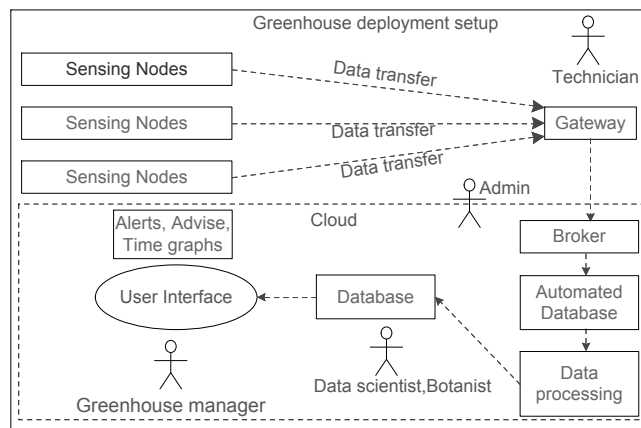 Greenhouse deployment setup
Technician
Sensing Nodes
Data transfer
Sensing Nodes
Data transfer
Gateway
Sensing Nodes
Data transfer
Admin
Cloud
Alerts, Advise,
Time graphs
Broker
User Interface
Database
Automated
Database
Greenhouse manager
Data scientist,Botanist
Data
processing